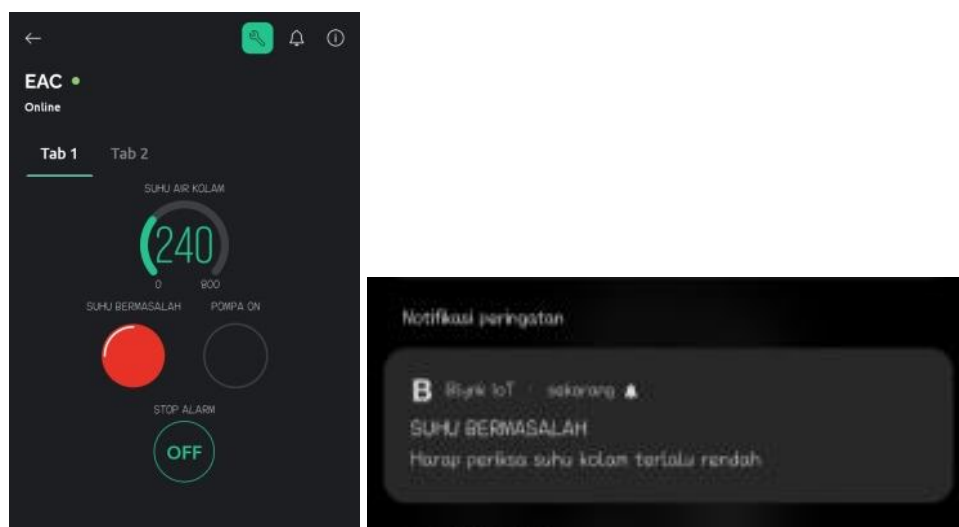 EAC
Online
Tab 1 Tab 2
SUHU AIR KOLAM
240
0 800
SUHU BERMASALAH POMPA ON
STOP ALARM
OFF
Notifikasi peringatan
B Blynk IoT · sekarang
SUHU BERMASALAH
Harap periksa suhu kolam terlalu rendah